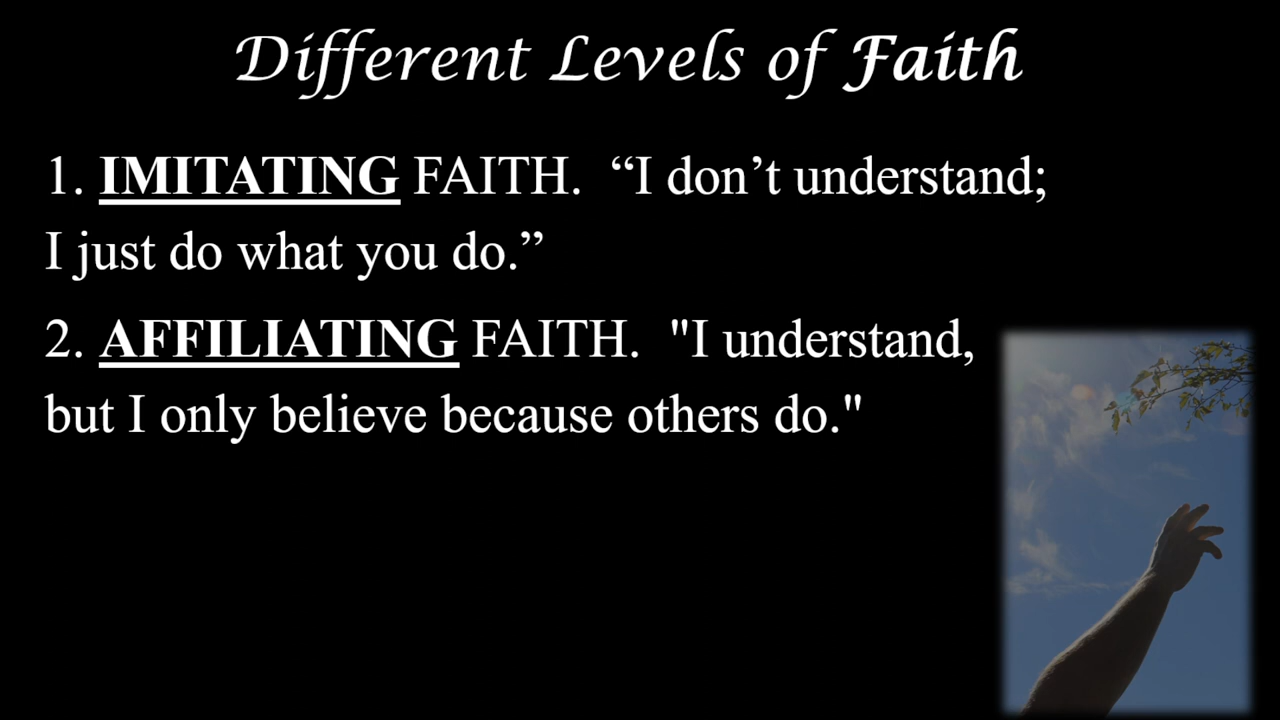 Different Levels of Faith
1. IMITATING FAITH.  “I don’t understand;
I just do what you do.”
2. AFFILIATING FAITH.  "I understand,
but I only believe because others do."